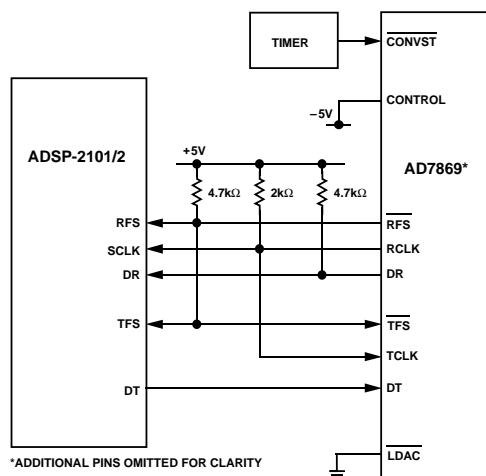 TIMER
CONVST
CONTROL
–5V
ADSP-2101/2
AD7869*
+5V
4.7kΩ
2kΩ
4.7kΩ
RFS
RFS
SCLK
RCLK
DR
DR
TFS
TFS
TCLK
DT
DT
LDAC
*ADDITIONAL PINS OMITTED FOR CLARITY